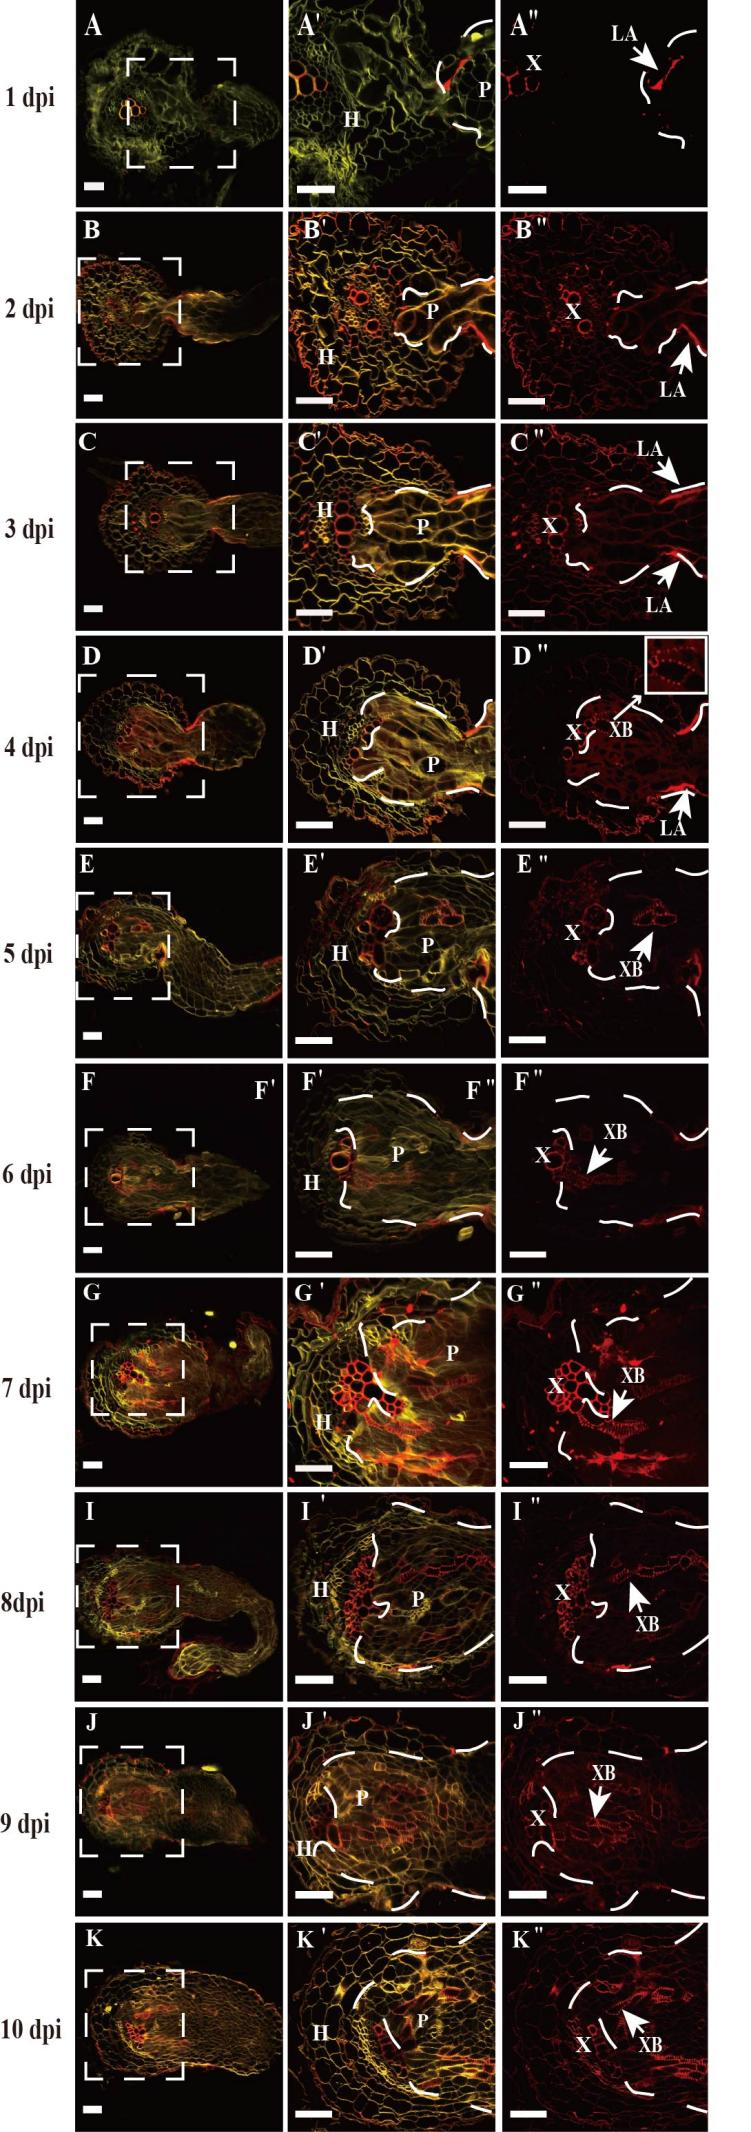 A A' A"
LA
X
1 dpi
P
H
B B' B"
2 dpi
P X
H
LA
C C' C"
LA
H
3 dpi
P X
LA
D D' D"
H X XB
4 dpi
P
LA
E E' E"
X
5 dpi
H P
XB
F F' F' F" F"
XB
P X
6 dpi
H
G G' G"
P
XB
7 dpi
X
H
I I' I"
8dpi
H P X
XB
J J' J"
XB
P
9 dpi
X
H
K K' K"
10 dpi
H P
X XB